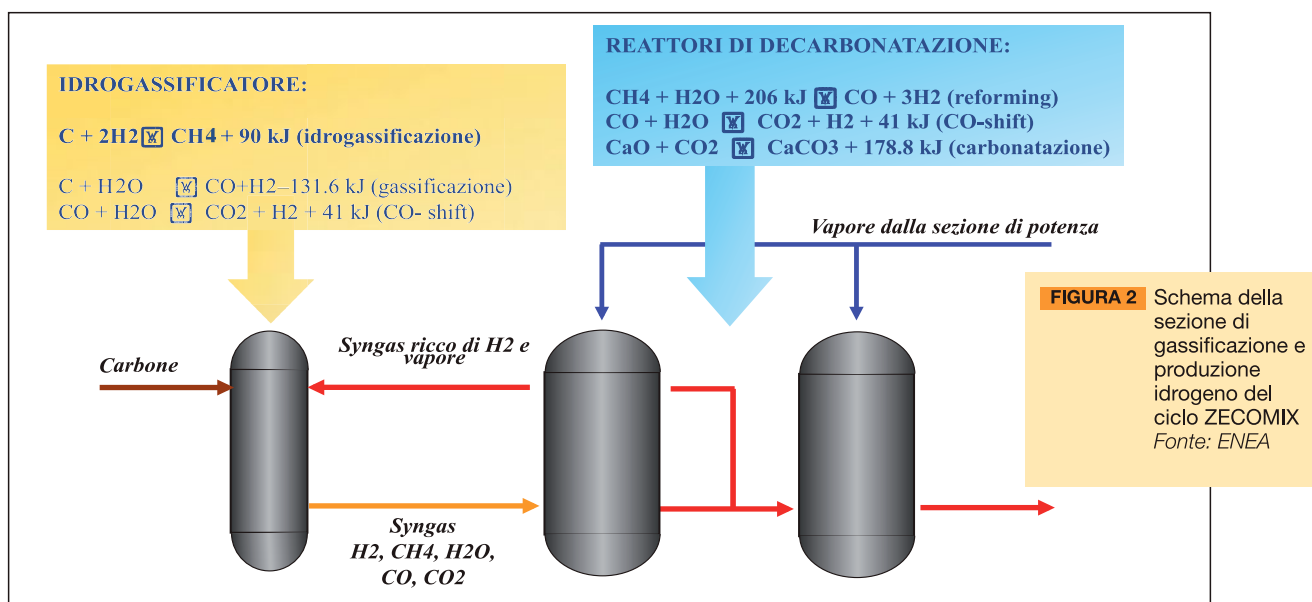 IDROGASSIFICATORE:
C + 2H2 CH4 + 90 kJ (idrogassificazione)
C + H2O CO+H2–131.6 kJ (gassificazione)
CO + H2O CO2 + H2 + 41 kJ (CO- shift)
REATTORI DI DECARBONATAZIONE:
CH4 + H2O + 206 kJ CO + 3H2 (reforming)
CO + H2O CO2 + H2 + 41 kJ (CO-shift)
CaO + CO2 CaCO3 + 178.8 kJ (carbonatazione)
Vapore dalla sezione di potenza
Carbone
Syngas ricco di H2 e
vapore
Syngas
H2, CH4, H2O,
CO, CO2
FIGURA 2 Schema della
sezione di
gassificazione e
produzione
idrogeno del
ciclo ZECOMIX
Fonte: ENEA